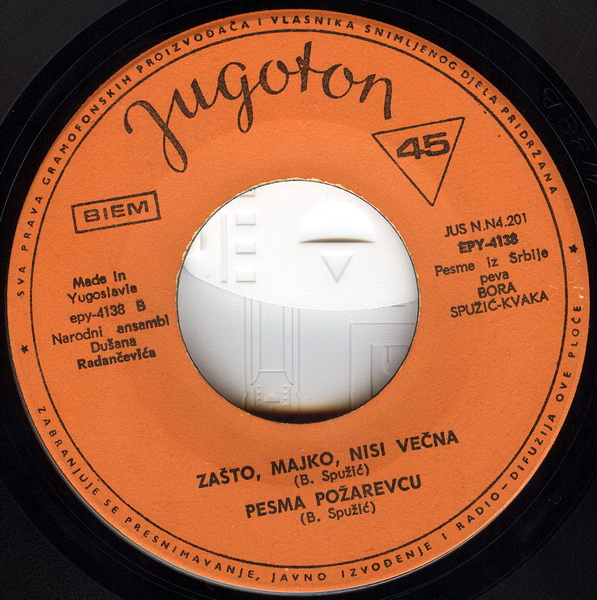 SVA PRAVA GRAMOFONSKIH PROIZVOĐAČA I VLASNIKA SNIMLJENOG DJELA PRIDRŽANA
Jugoton
45
BIEM
JUS N.N4.201
EPY-4138
Pesme iz Srbije
peva
BORA
SPUŽIĆ-KVAKA
Made in
Yugoslavie
epy-4138 B
Narodni ansambl
Dušana
Radančevića
ZAŠTO, MAJKO, NISI VEČNA
(B. Spužić)
PESMA POŽAREVCU
(B. Spužić)
ZABRANJUJE SE PRESNIMAVANJE, JAVNO IZVOĐENJE I RADIO-DIFUZIJA OVE PLOČE